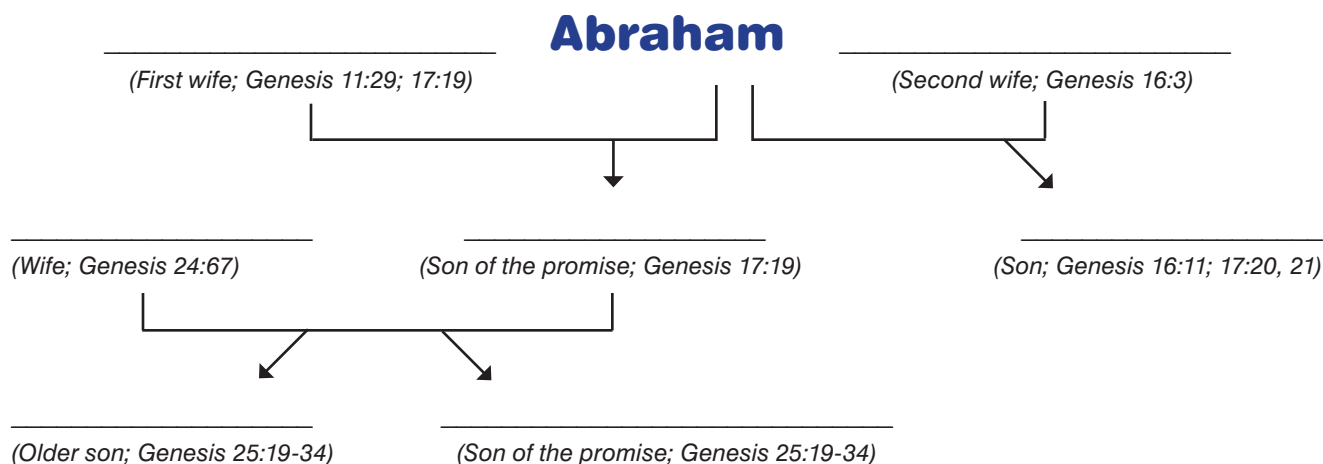 Abraham
(First wife; Genesis 11:29; 17:19)
(Second wife; Genesis 16:3)
(Wife; Genesis 24:67)
(Son of the promise; Genesis 17:19)
(Son; Genesis 16:11; 17:20, 21)
(Older son; Genesis 25:19-34)
(Son of the promise; Genesis 25:19-34)